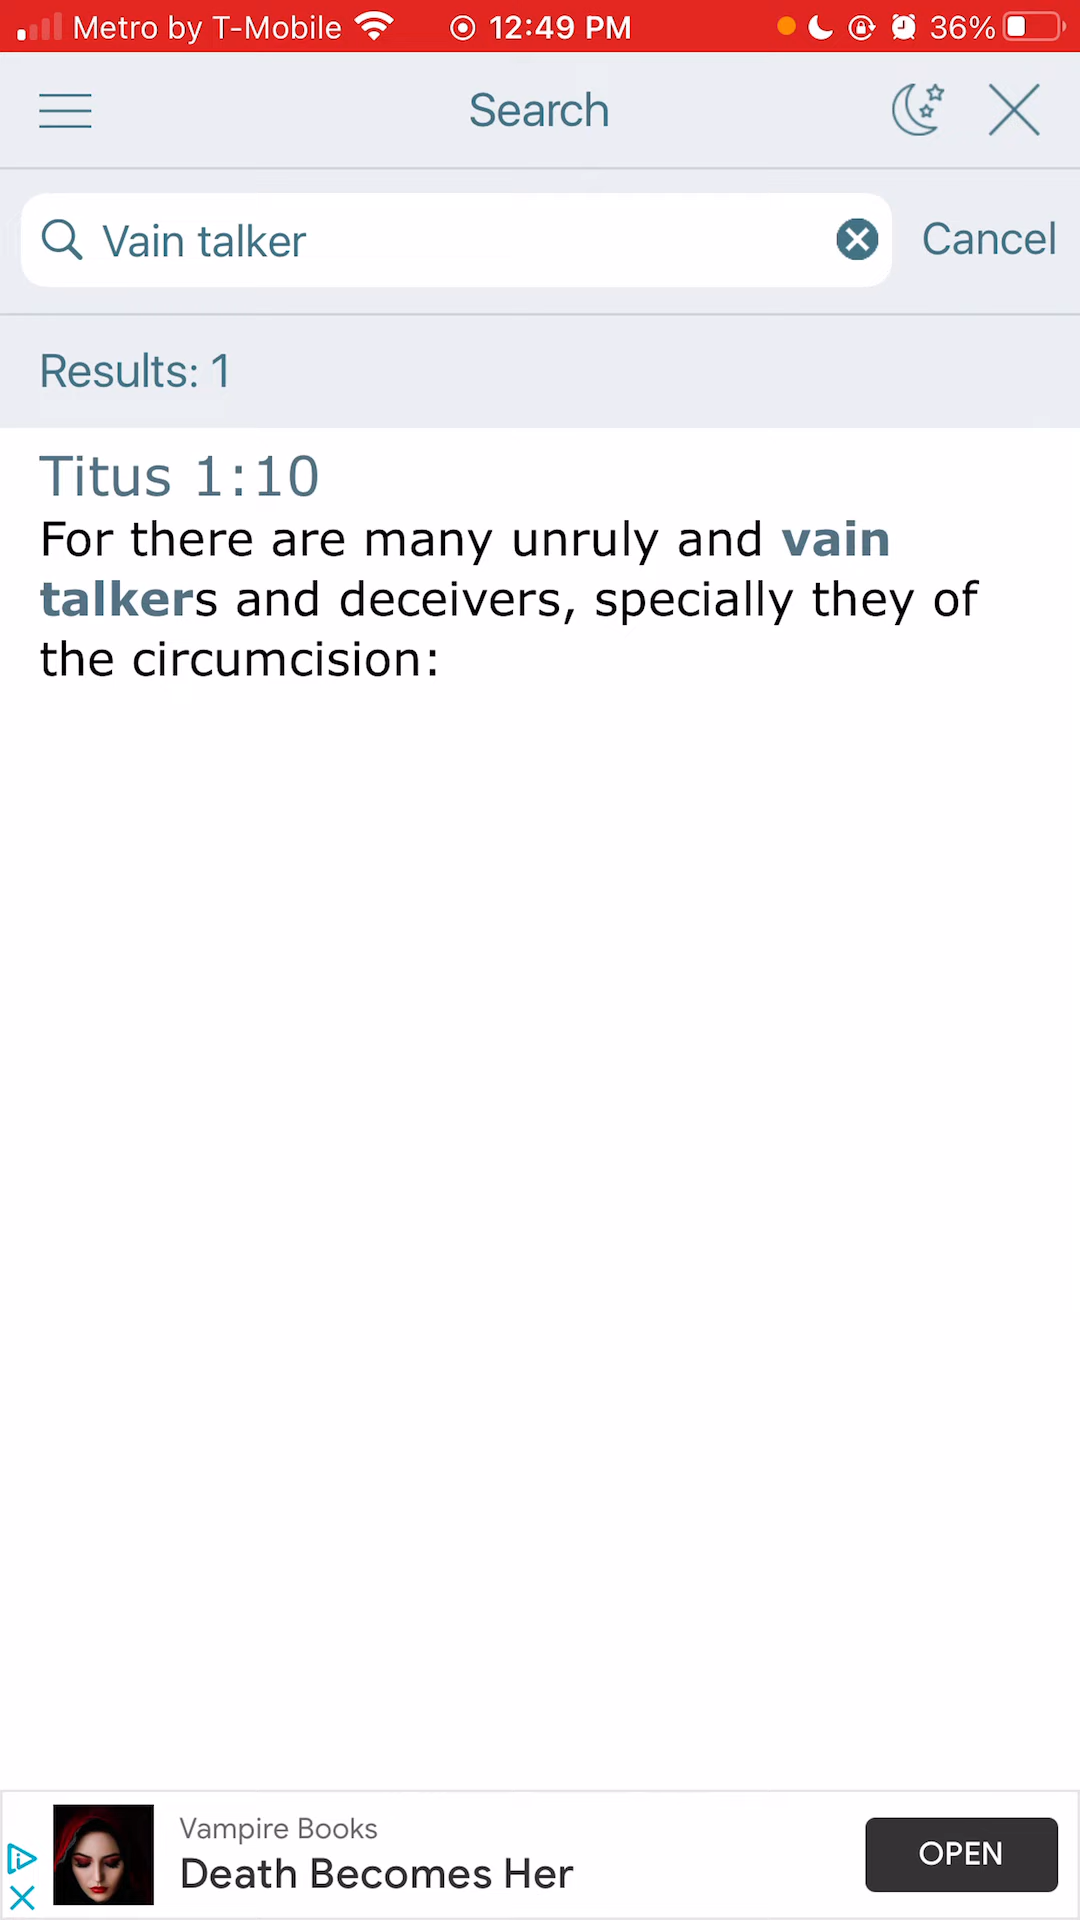 Metro by T-Mobile 12:49 PM 36%
Search
Vain talker Cancel
Results: 1
Titus 1:10
For there are many unruly and vain
talkers and deceivers, specially they of
the circumcision:
Vampire Books
Death Becomes Her
OPEN